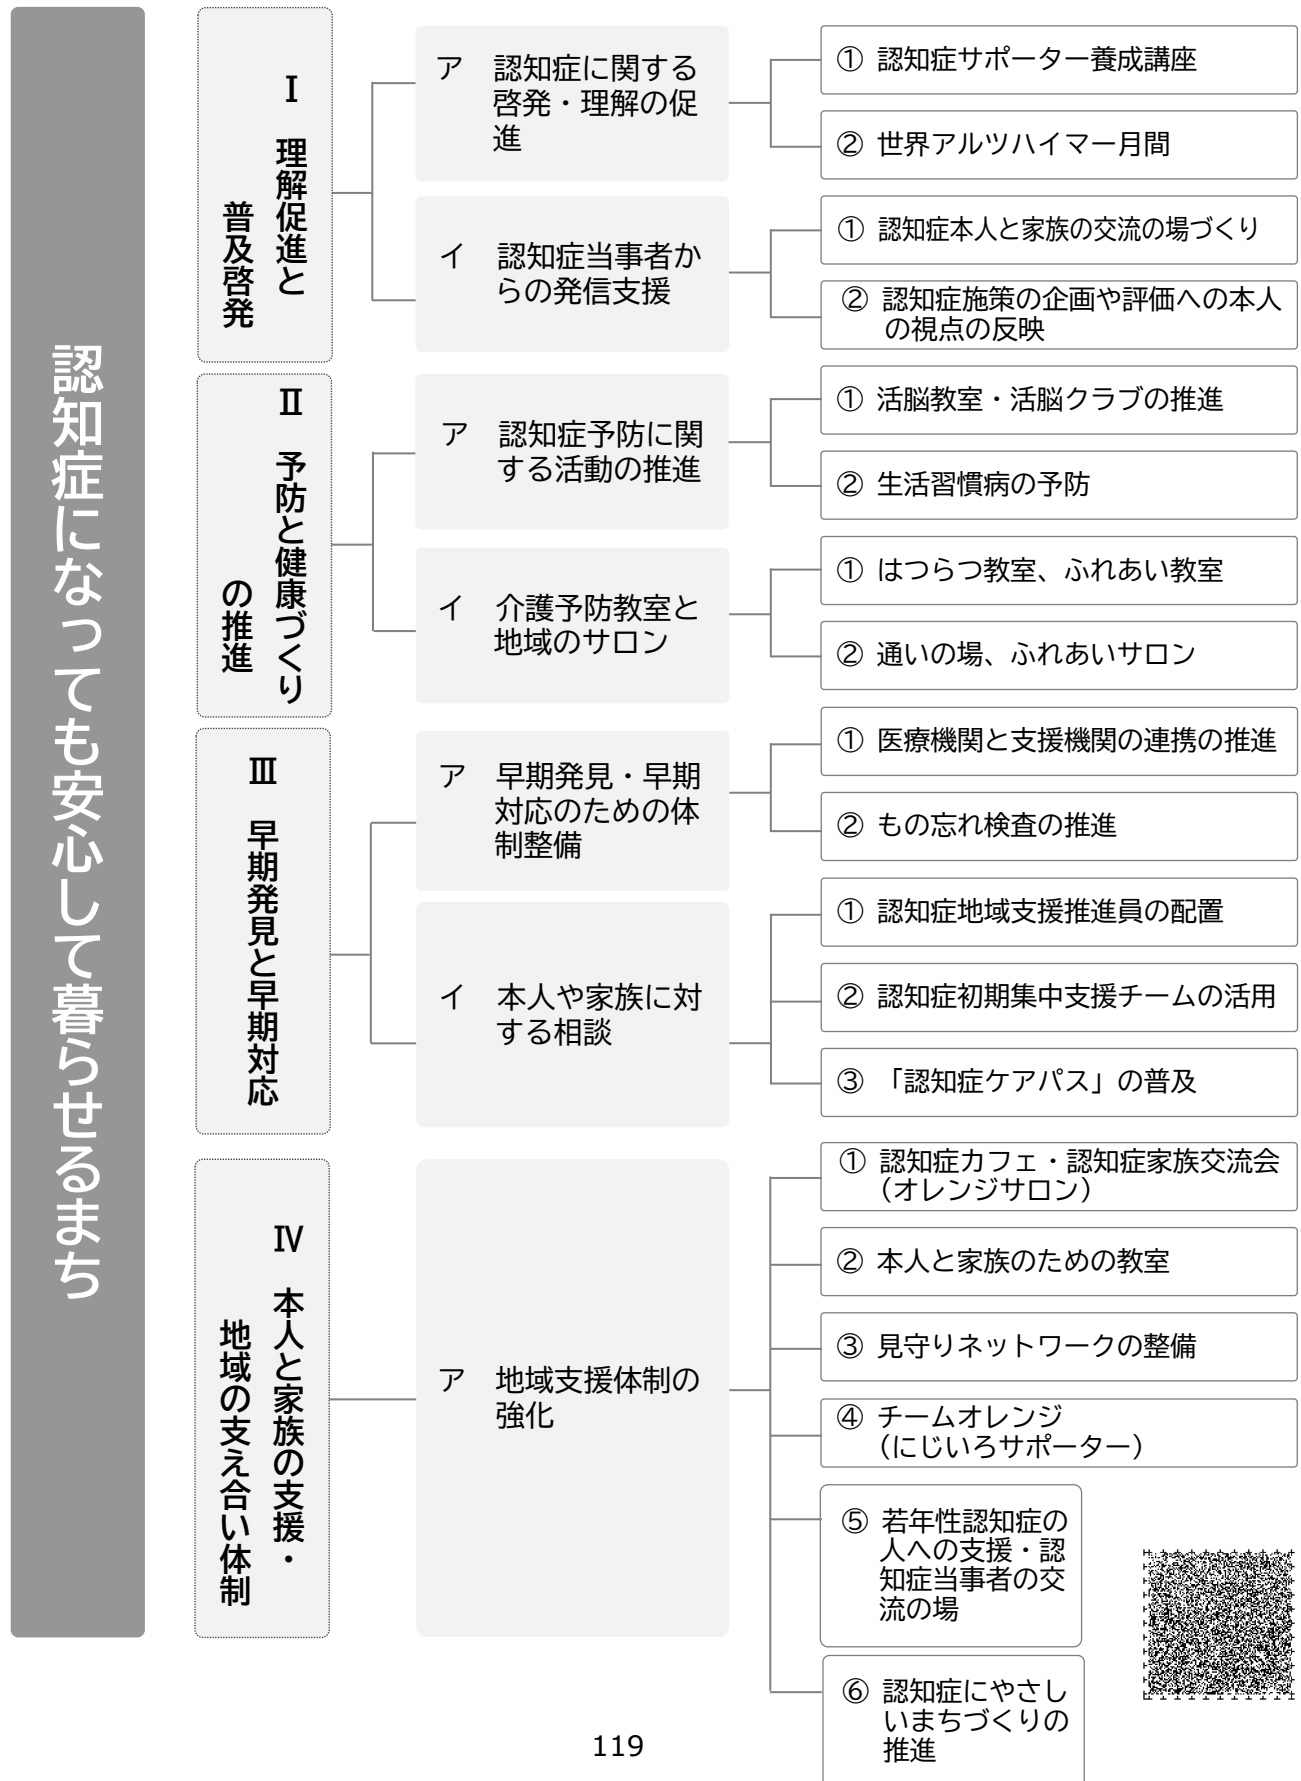 認知症になっても安心して暮らせるまち
Ⅰ 理解促進と
普及啓発
ア 認知症に関する
啓発・理解の促
進
① 認知症サポーター養成講座
② 世界アルツハイマー月間
イ 認知症当事者か
らの発信支援
① 認知症本人と家族の交流の場づくり
② 認知症施策の企画や評価への本人
の視点の反映
Ⅱ 予防と健康づくり
の推進
ア 認知症予防に関
する活動の推進
① 活脳教室・活脳クラブの推進
② 生活習慣病の予防
イ 介護予防教室と
地域のサロン
① はつらつ教室、ふれあい教室
② 通いの場、ふれあいサロン
Ⅲ 早期発見と早期対応
ア 早期発見・早期
対応のための体
制整備
① 医療機関と支援機関の連携の推進
② もの忘れ検査の推進
イ 本人や家族に対
する相談
① 認知症地域支援推進員の配置
② 認知症初期集中支援チームの活用
③ 「認知症ケアパス」の普及
Ⅳ 本人と家族の支援・
地域の支え合い体制
ア 地域支援体制の
強化
① 認知症カフェ・認知症家族交流会
（オレンジサロン）
② 本人と家族のための教室
③ 見守りネットワークの整備
④ チームオレンジ
（にじいろサポーター）
⑤ 若年性認知症の
人への支援・認
知症当事者の交
流の場
⑥ 認知症にやさし
いまちづくりの
推進
119